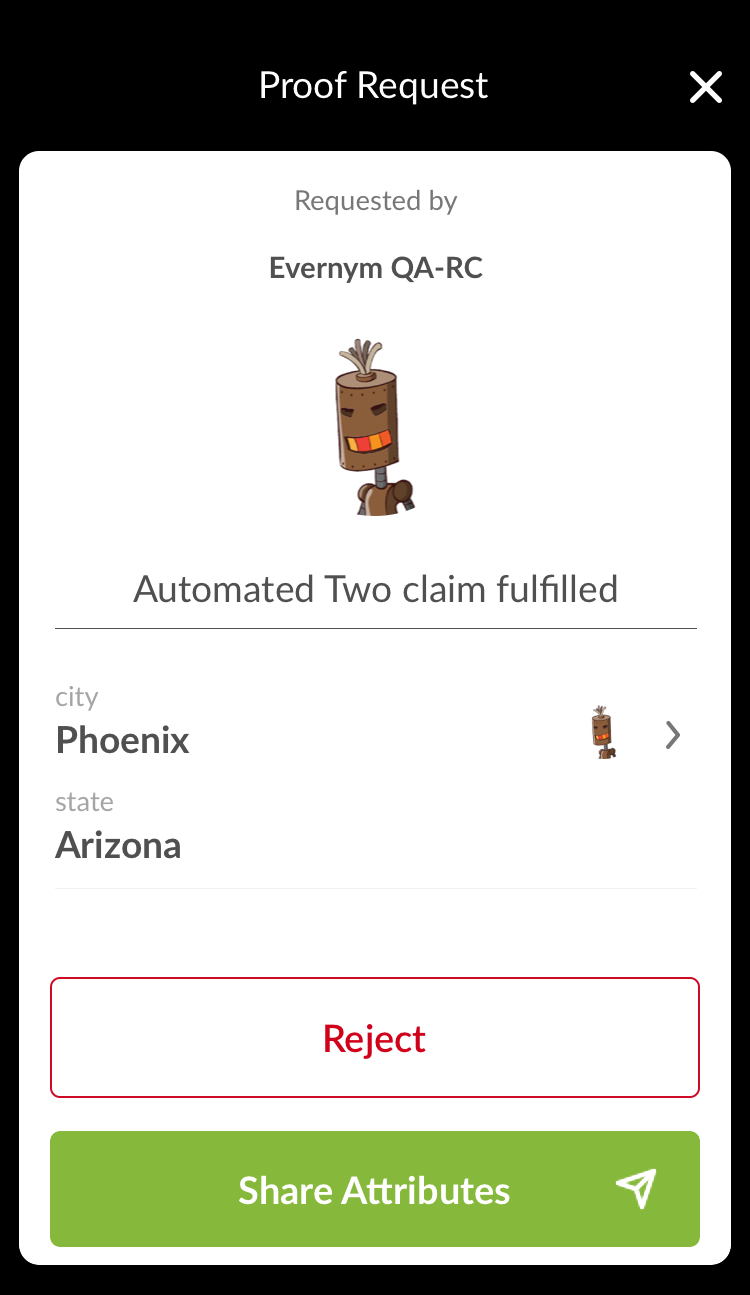 Proof Request
Requested by
Evernym QA-RC
Automated Two claim fulfilled
city
Phoenix
state
Arizona
Reject
Share Attributes